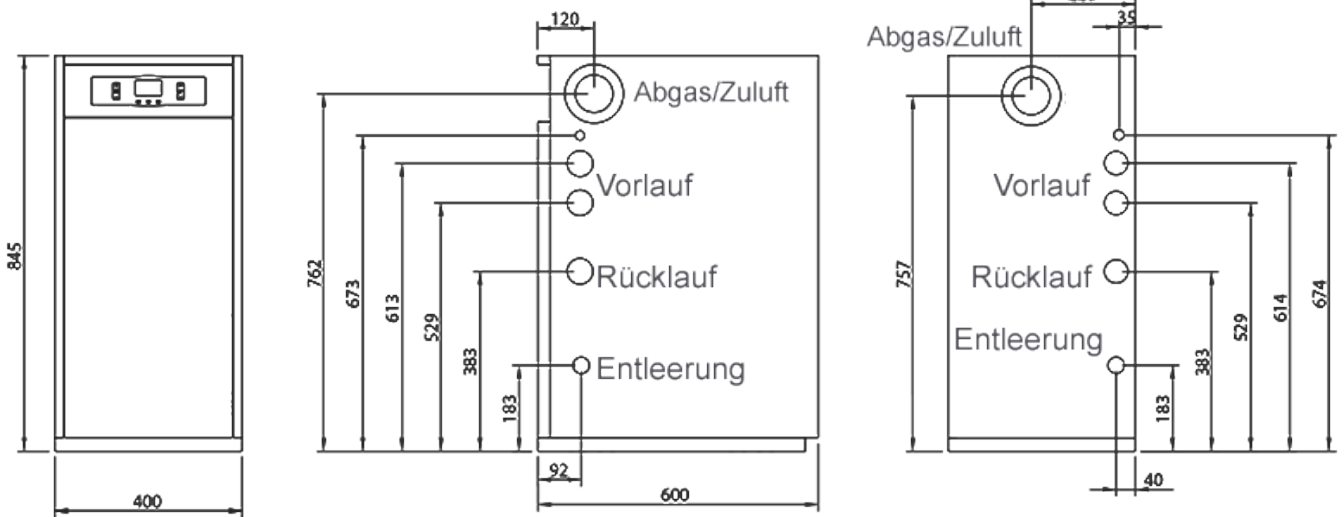 845
400
120
Abgas/Zuluft
Vorlauf
Rücklauf
Entleerung
762
673
613
529
383
183
92
600
35
Abgas/Zuluft
Vorlauf
Rücklauf
Entleerung
757
383
183
529
614
674
40